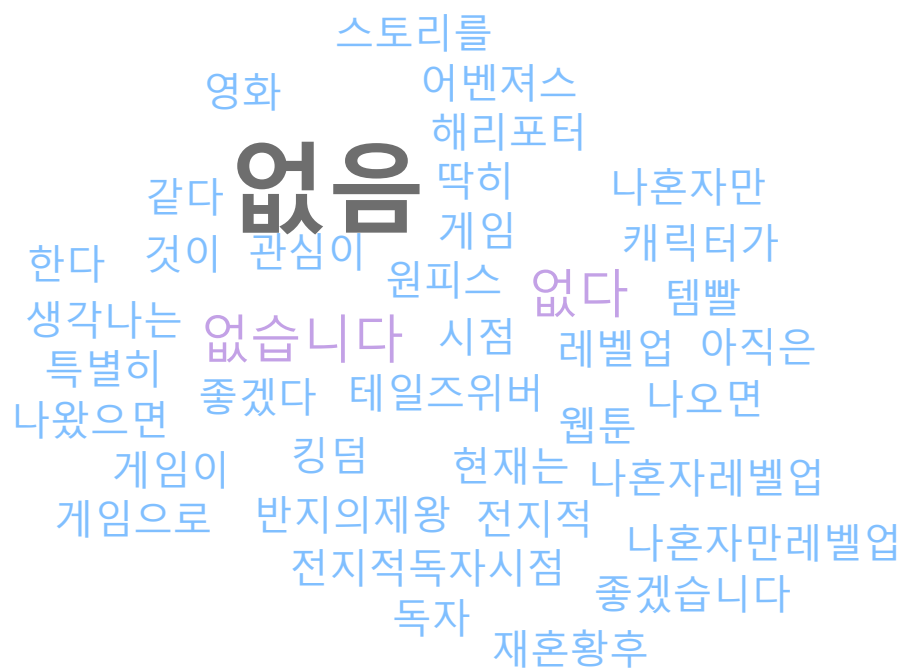 스토리를
영화
어벤져스
해리포터
없음
딱히
나혼자만
같다
게임
캐릭터가
한다
것이
관심이
원피스
없다
템빨
생각나는
없습니다
시점
레벨업
아직은
특별히
좋겠다
테일즈위버
나오면
나왔으면
웹툰
킹덤
게임이
현재는
나혼자레벨업
게임으로
반지의제왕
전지적
나혼자만레벨업
전지적독자시점
좋겠습니다
독자
재혼황후